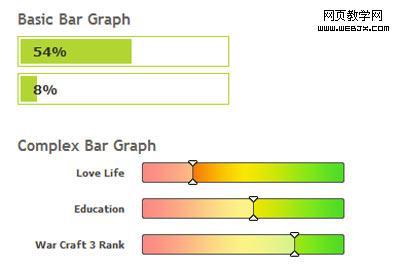 Basic Bar Graph
网页教学网
www.webjx.com
54%
8%
Complex Bar Graph
Love Life
Education
War Craft 3 Rank